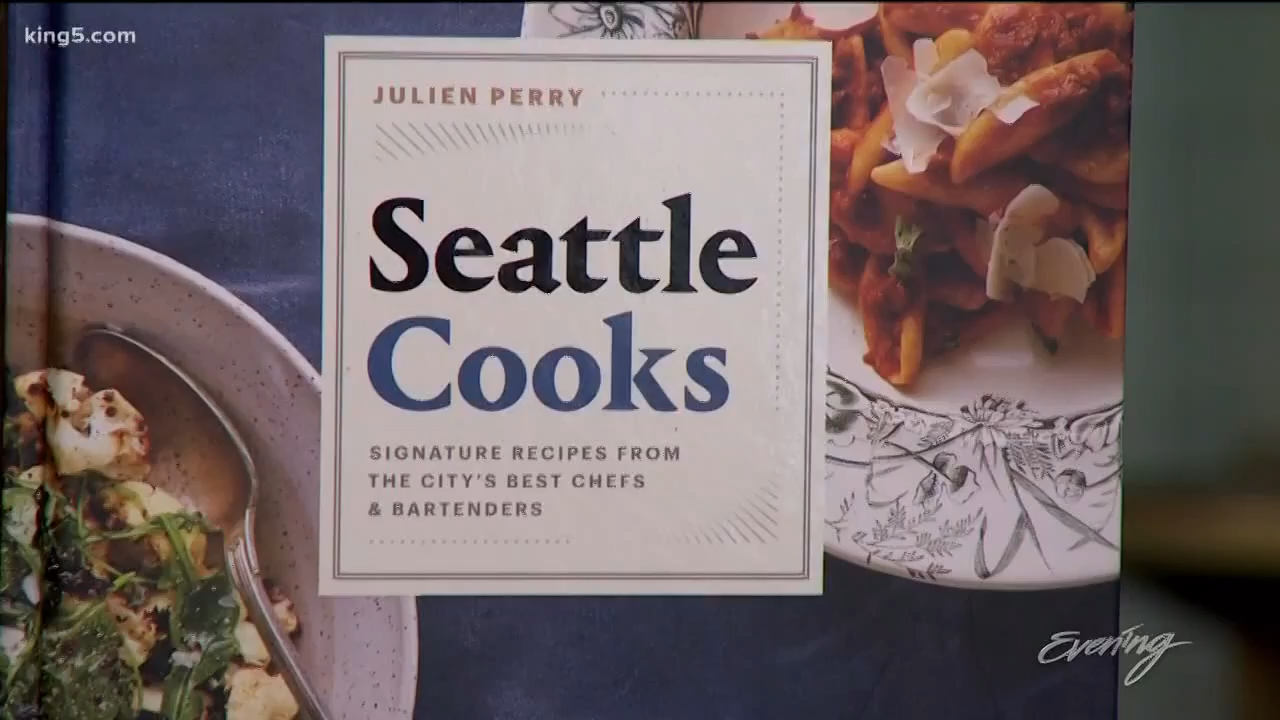 king5.com
JULIEN PERRY
Seattle
Cooks
SIGNATURE RECIPES FROM
THE CITY'S BEST CHEFS
& BARTENDERS
Evening